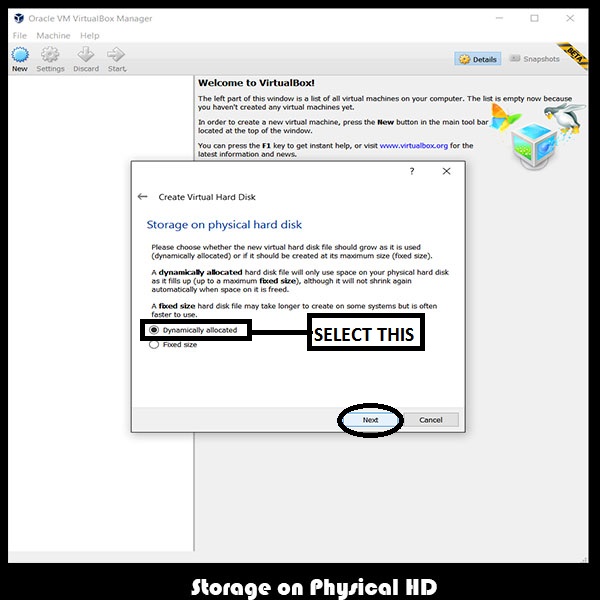 Oracle VM VirtualBox Manager
File Machine Help
New Settings Discard Start
Details Snapshots
BETA
Welcome to VirtualBox!
The left part of this window is a list of all virtual machines on your computer. The list is empty now because
you haven't created any virtual machines yet.
In order to create a new virtual machine, press the New button in the main tool bar
located at the top of the window.
You can press the F1 key to get instant help, or visit www.virtualbox.org for the
latest information and news.
?
Create Virtual Hard Disk
Storage on physical hard disk
Please choose whether the new virtual hard disk file should grow as it is used
(dynamically allocated) or if it should be created at its maximum size (fixed size).
A dynamically allocated hard disk file will only use space on your physical hard disk
as it fills up (up to a maximum fixed size), although it will not shrink again
automatically when space on it is freed.
A fixed size hard disk file may take longer to create on some systems but is often
faster to use.
Dynamically allocated
SELECT THIS
Fixed size
Next Cancel
Storage on Physical HD